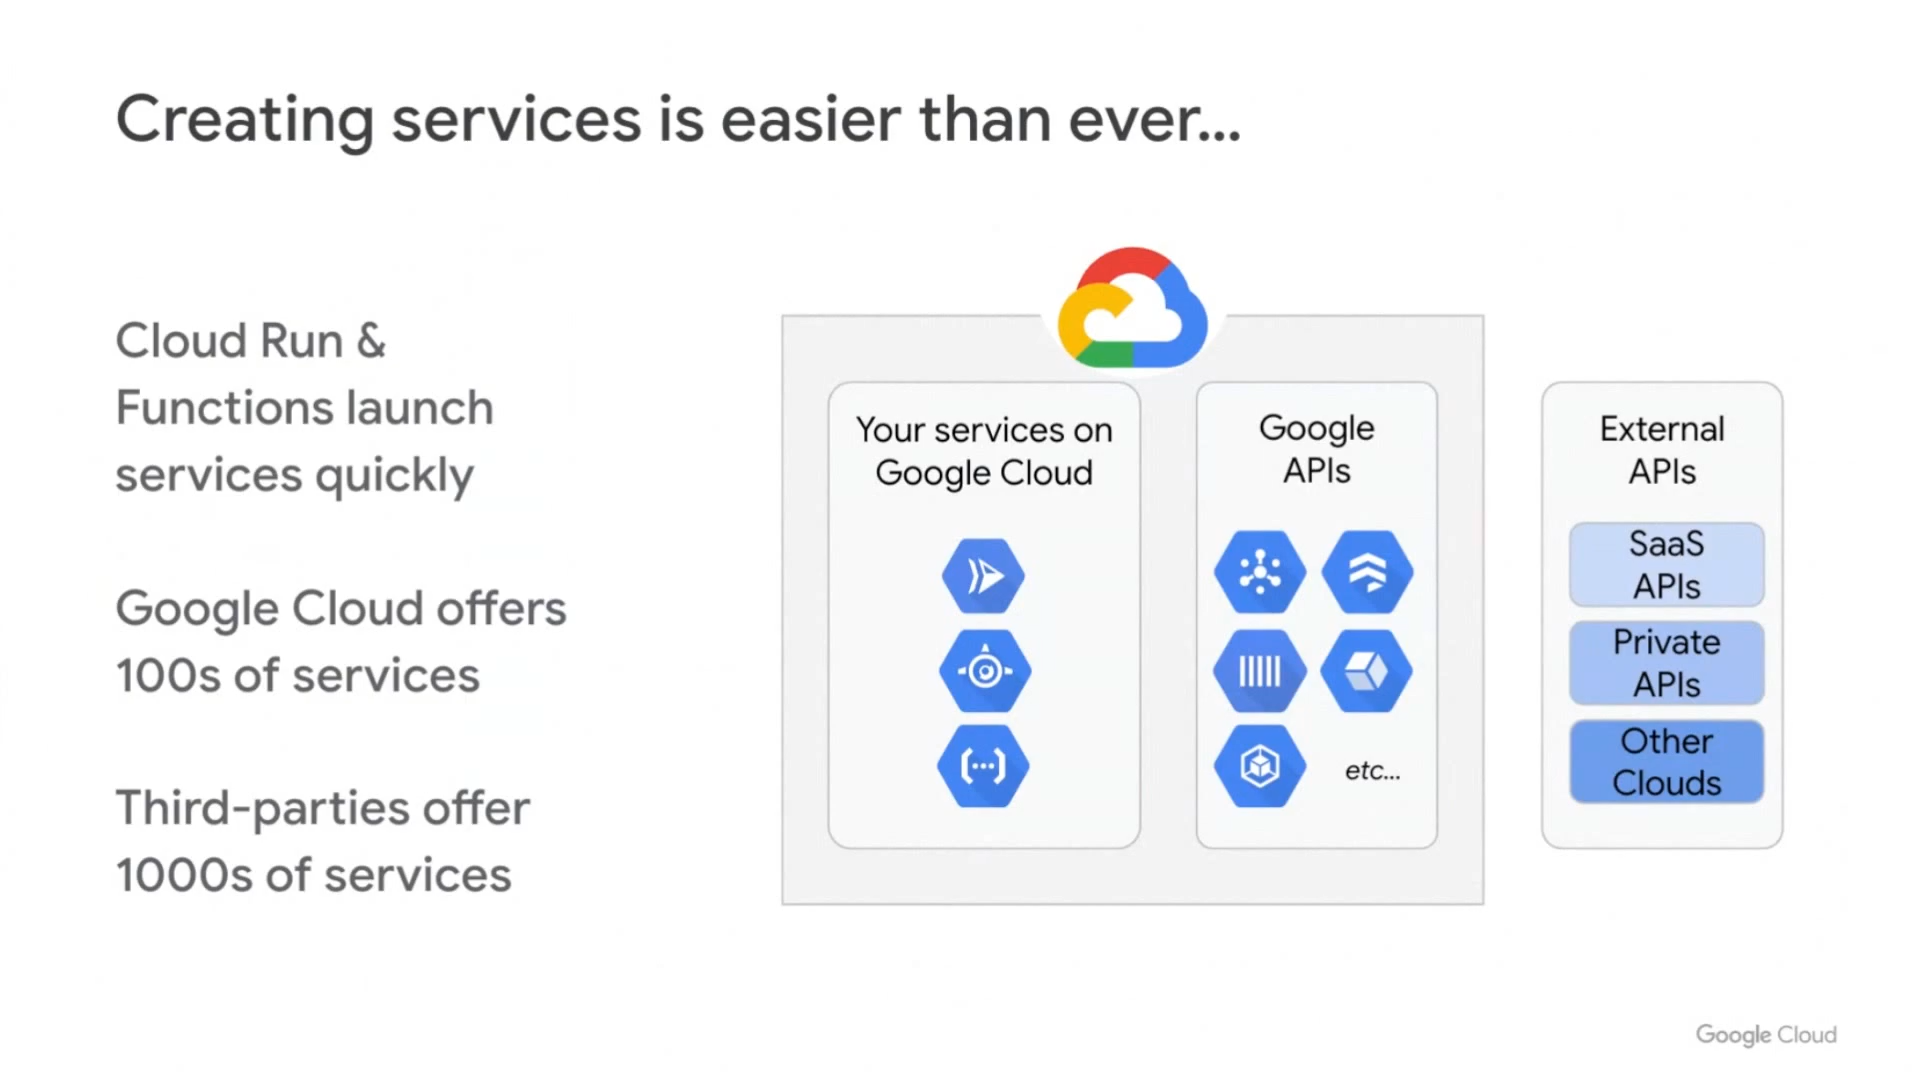 Creating services is easier than ever...
Cloud Run &
Functions launch
services quickly
Google Cloud offers
100s of services
Third-parties offer
1000s of services
Your services on
Google Cloud
Google
APIs
etc...
External
APIs
SaaS
APIs
Private
APIs
Other
Clouds
Google Cloud